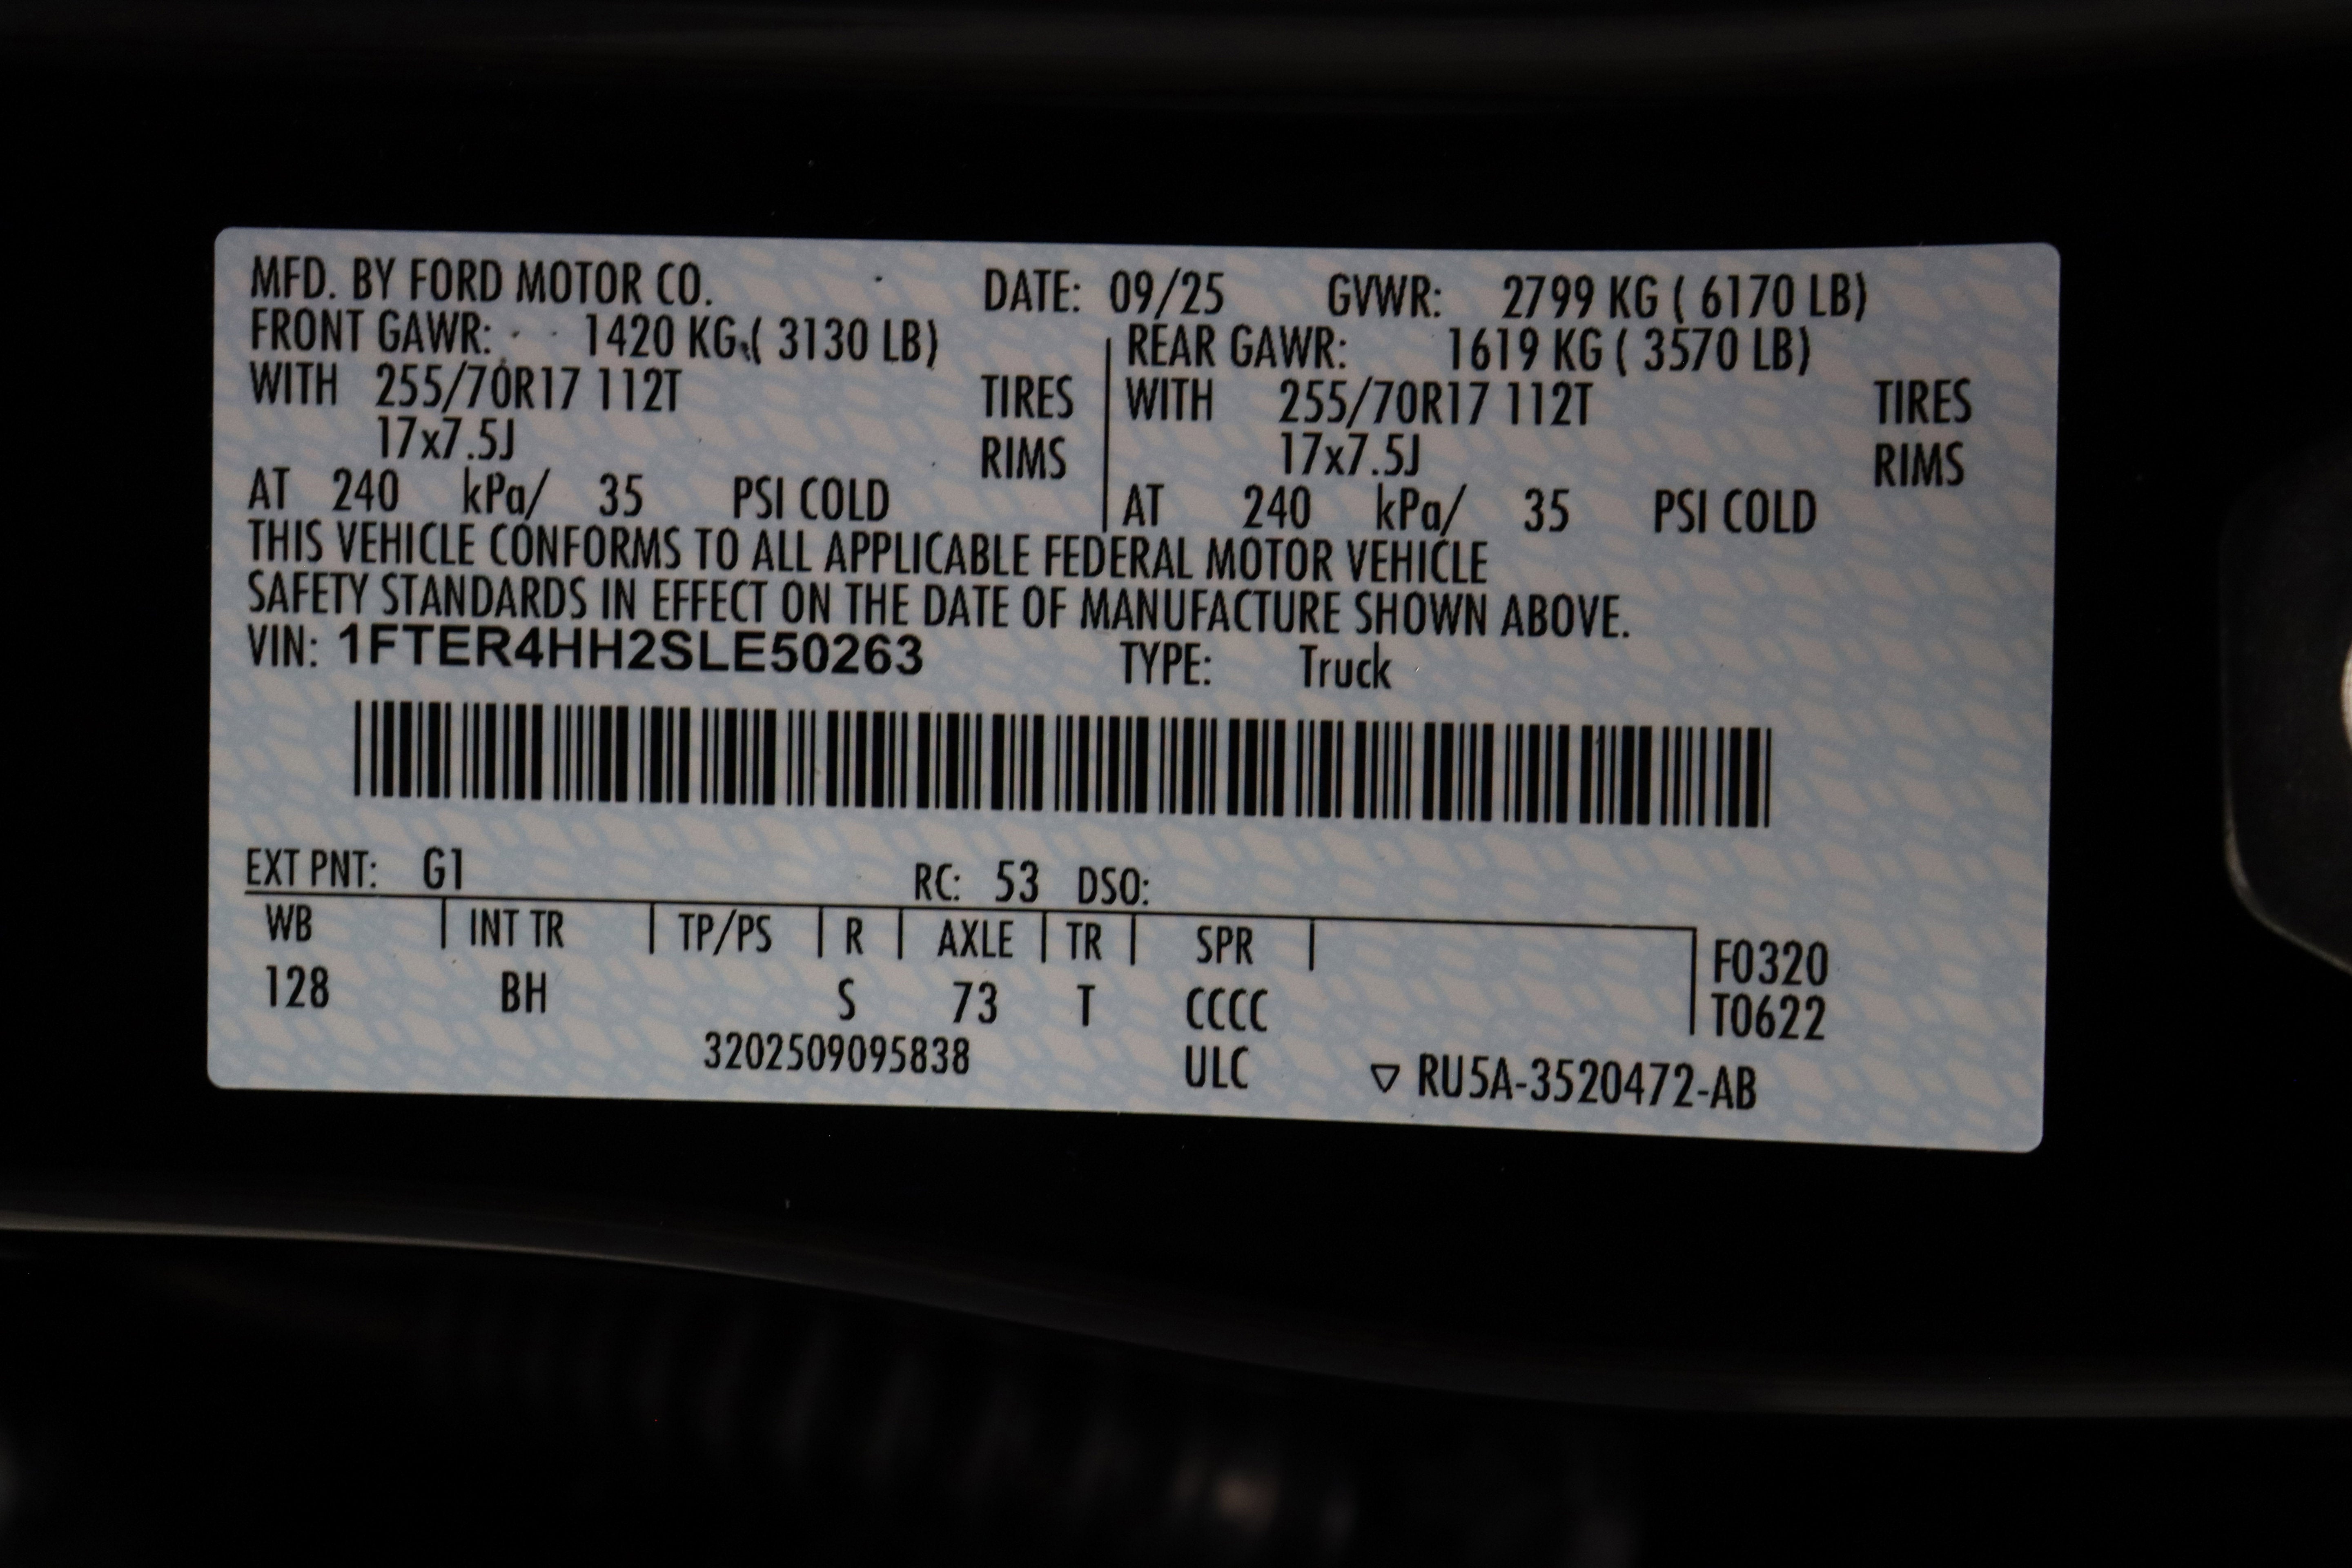 MFD. BY FORD MOTOR CO. DATE: 09/25 GVWR: 2799 KG ( 6170 LB)
FRONT GAWR: 1420 KG ( 3130 LB) REAR GAWR: 1619 KG ( 3570 LB)
WITH 255/70R17 112T TIRES WITH 255/70R17 112T TIRES
17x7.5J RIMS 17x7.5J RIMS
AT 240 kPa/ 35 PSI COLD AT 240 kPa/ 35 PSI COLD
THIS VEHICLE CONFORMS TO ALL APPLICABLE FEDERAL MOTOR VEHICLE
SAFETY STANDARDS IN EFFECT ON THE DATE OF MANUFACTURE SHOWN ABOVE.
VIN: 1FTER4HH2SLE50263 TYPE: Truck
EXT PNT: G1 RC: 53 DSO:
WB INT TR TP/PS R AXLE TR SPR F0320
128 BH S 73 T CCCC T0622
3202509095838 ULC ▽ RU5A-3520472-AB